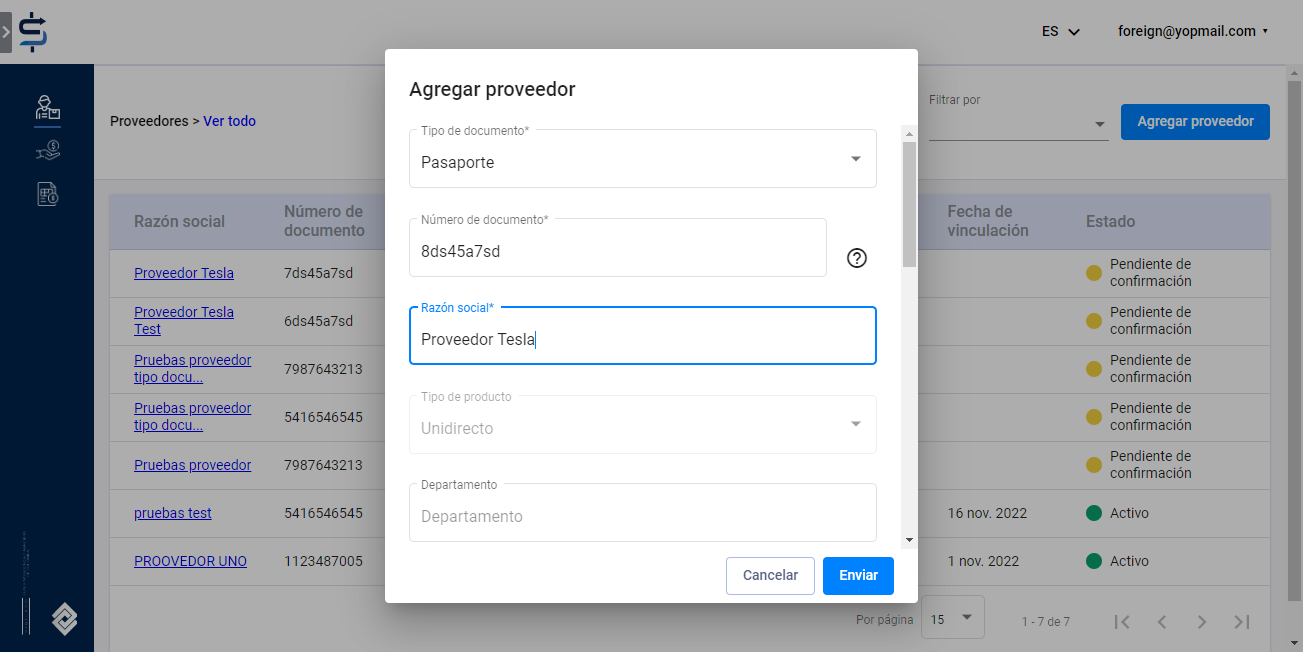 ES
foreign@yopmail.com
Proveedores > Ver todo
Filtrar por
Agregar proveedor
Agregar proveedor
Tipo de documento*
Pasaporte
Número de documento*
8ds45a7sd
Razón social*
Proveedor Tesla
Tipo de producto
Unidirecto
Departamento
Departamento
Cancelar
Enviar
Razón social
Número de
documento
Fecha de
vinculación
Estado
Proveedor Tesla
7ds45a7sd
Pendiente de
confirmación
Proveedor Tesla
Test
6ds45a7sd
Pendiente de
confirmación
Pruebas proveedor
tipo docu...
7987643213
Pendiente de
confirmación
Pruebas proveedor
tipo docu...
5416546545
Pendiente de
confirmación
Pruebas proveedor
7987643213
Pendiente de
confirmación
pruebas test
5416546545
16 nov. 2022
Activo
PROOVEDOR UNO
1123487005
1 nov. 2022
Activo
Por página
15
1 - 7 de 7